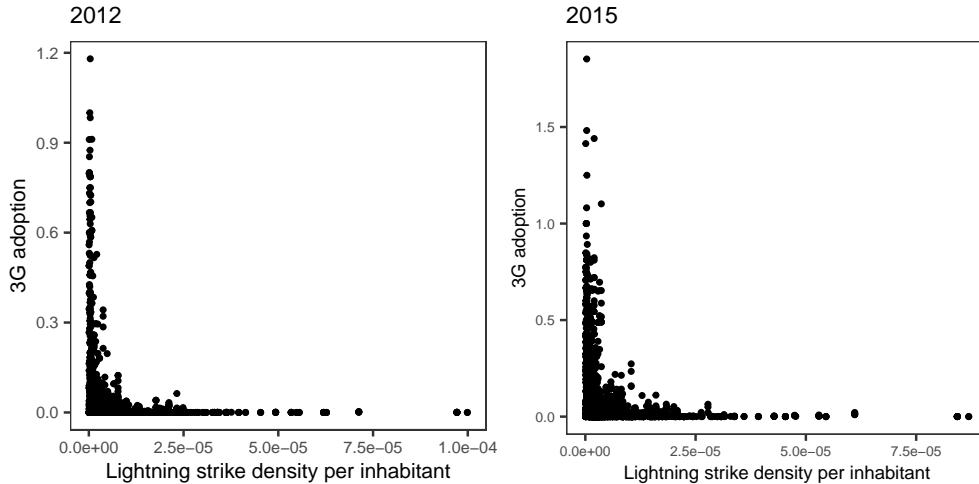 2012
1.2
0.9
0.6
0.3
0.0
3G adoption
0.0e+00 2.5e−05 5.0e−05 7.5e−05 1.0e−04
Lightning strike density per inhabitant
2015
1.5
1.0
0.5
0.0
3G adoption
0.0e+00 2.5e−05 5.0e−05 7.5e−05
Lightning strike density per inhabitant